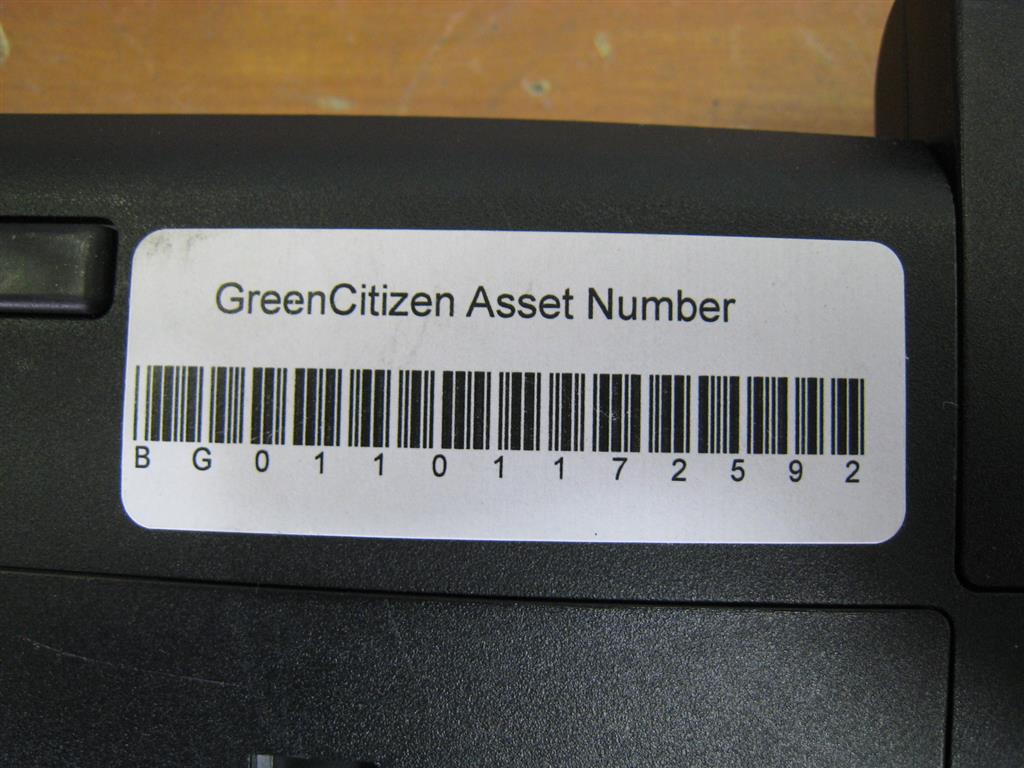 GreenCitizen Asset Number
B G 0 1 1 0 1 1 7 2 5 9 2